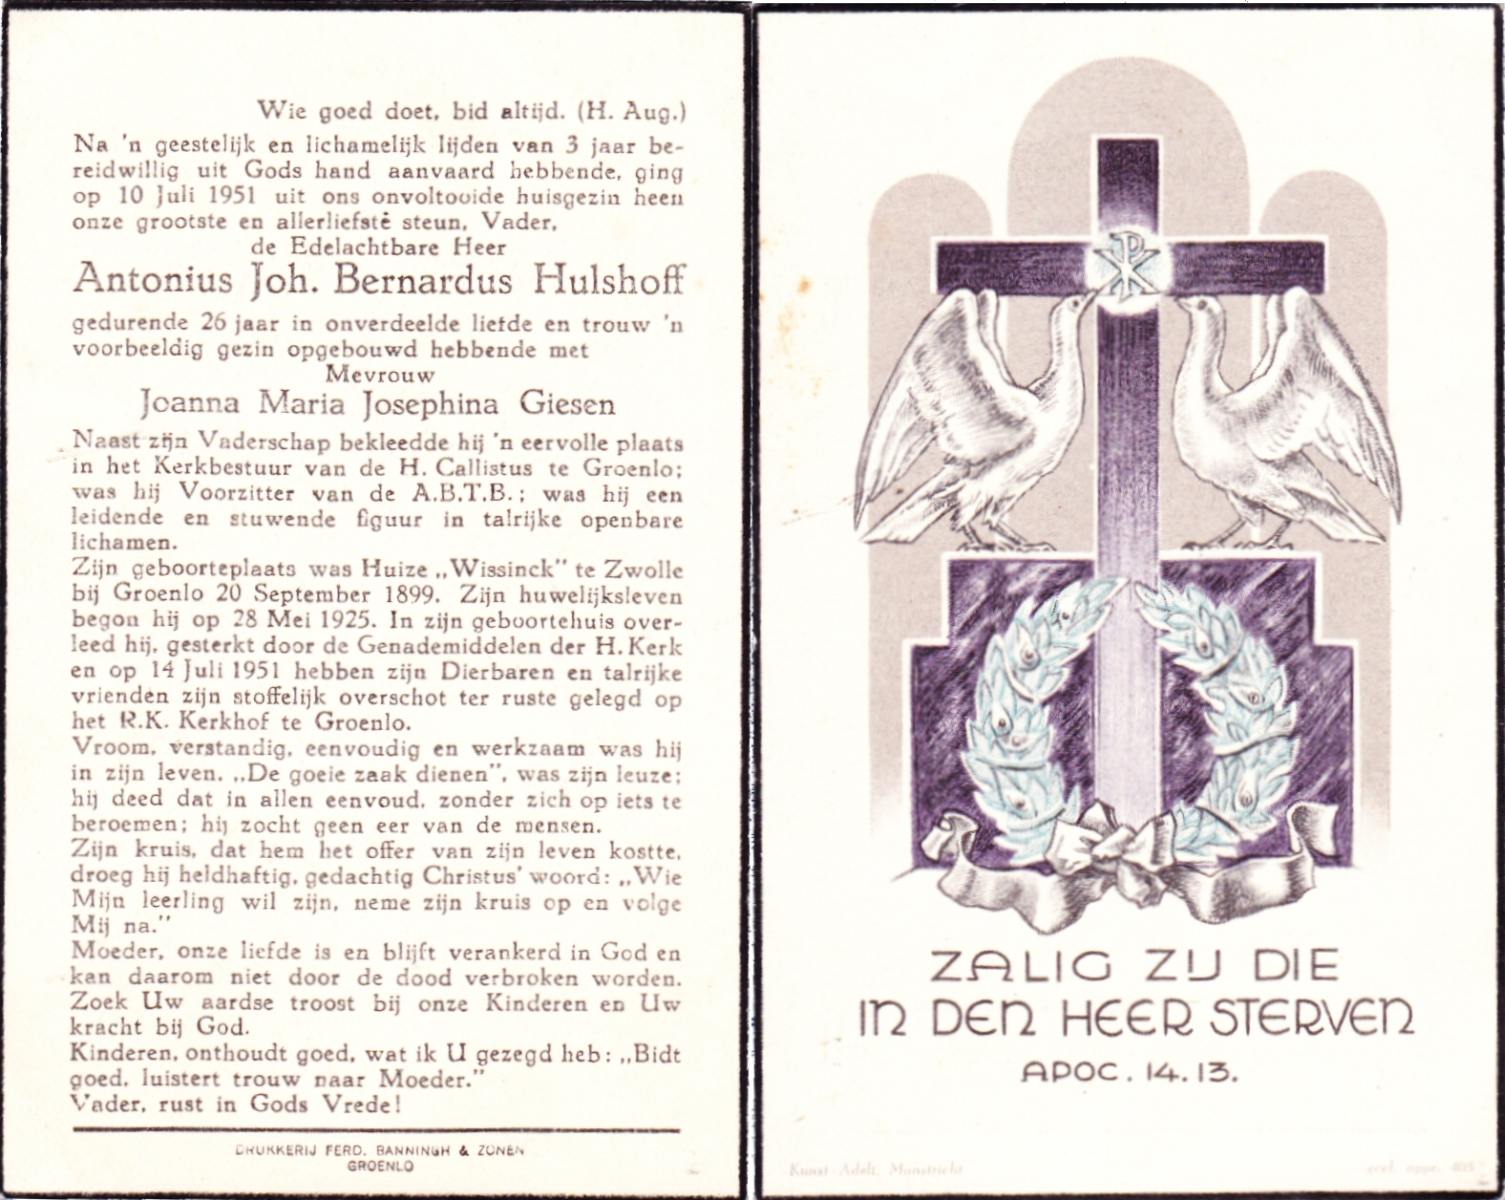 Wie goed doet, bid altijd. (H. Aug.)
Na 'n geestelijk en lichamelijk lijden van 3 jaar be-
reidwillig uit Gods hand aanvaard hebbende, ging
op 10 Juli 1951 uit ons onvoltooide huisgezin heen
onze grootste en allerliefste steun, Vader,
de Edelachtbare Heer
Antonius Joh. Bernardus Hulshoff
gedurende 26 jaar in onverdeelde liefde en trouw 'n
voorbeeldig gezin opgebouwd hebbende met
Mevrouw
Joanna Maria Josephina Giesen
Naast zijn Vaderschap bekleedde hij 'n eervolle plaats
in het Kerkbestuur van de H. Callistus te Groenlo;
was hij Voorzitter van de A.B.T.B.; was hij een
leidende en stuwende figuur in talrijke openbare
lichamen.
Zijn geboorteplaats was Huize „Wissinck" te Zwolle
bij Groenlo 20 September 1899. Zijn huwelijksleven
begon hij op 28 Mei 1925. In zijn geboortehuis over-
leed hij, gesterkt door de Genademiddelen der H. Kerk
en op 14 Juli 1951 hebben zijn Dierbaren en talrijke
vrienden zijn stoffelijk overschot ter ruste gelegd op
het R.K. Kerkhof te Groenlo.
Vroom, verstandig, eenvoudig en werkzaam was hij
in zijn leven. „De goeie zaak dienen", was zijn leuze;
hij deed dat in allen eenvoud, zonder zich op iets te
beroemen; hij zocht geen eer van de mensen.
Zijn kruis, dat hem het offer van zijn leven kostte,
droeg hij heldhaftig, gedachtig Christus' woord: „Wie
Mijn leerling wil zijn, neme zijn kruis op en volge
Mij na."
Moeder, onze liefde is en blijft verankerd in God en
kan daarom niet door de dood verbroken worden.
Zoek Uw aardse troost bij onze Kinderen en Uw
kracht bij God.
Kinderen, onthoudt goed, wat ik U gezegd heb: „Bidt
goed, luistert trouw naar Moeder."
Vader, rust in Gods Vrede!
DRUKKERIJ FERD. BANNINGH & ZONEN
GROENLO
ZALIG ZIJ DIE
IN DEN HEER STERVEN
APOC. 14.13.
Kunst-Adelt, Maastricht
eccl. appr.